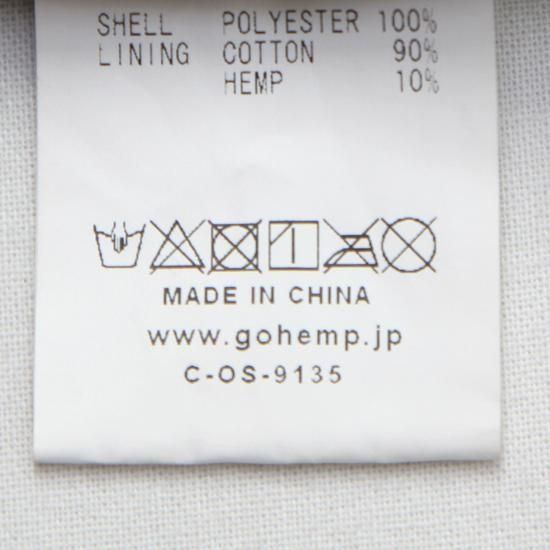 SHELL POLYESTER 100%
LINING COTTON 90%
HEMP 10%
MADE IN CHINA
www.gohemp.jp
C-OS-9135